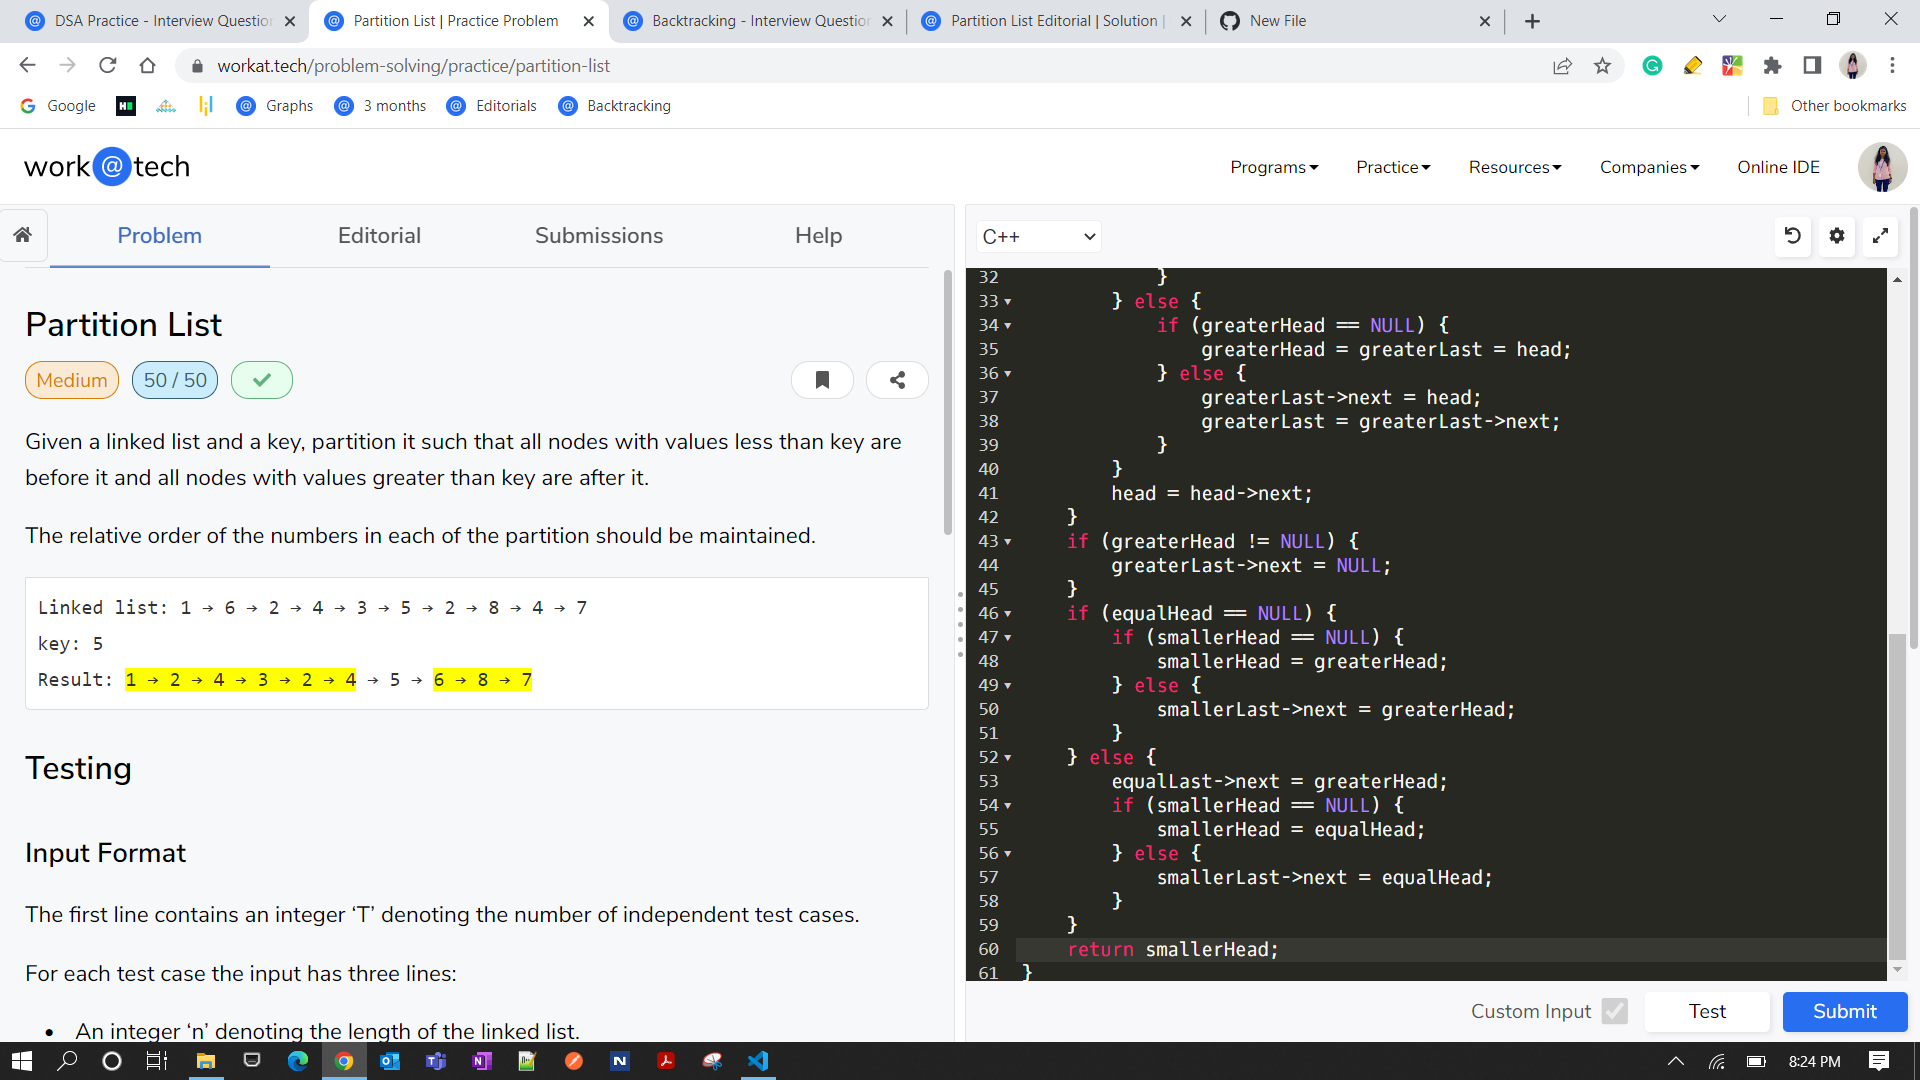 DSA Practice - Interview Questio
Partition List | Practice Problem
Backtracking - Interview Questio
Partition List Editorial | Solution |
New File
workat.tech/problem-solving/practice/partition-list
Google
Graphs
3 months
Editorials
Backtracking
Other bookmarks
work@tech
Programs
Practice
Resources
Companies
Online IDE
Problem
Editorial
Submissions
Help
Partition List
Medium
50 / 50
Given a linked list and a key, partition it such that all nodes with values less than key are
before it and all nodes with values greater than key are after it.
The relative order of the numbers in each of the partition should be maintained.
Linked list: 1 → 6 → 2 → 4 → 3 → 5 → 2 → 8 → 4 → 7
key: 5
Result: 1 → 2 → 4 → 3 → 2 → 4 → 5 → 6 → 8 → 7
Testing
Input Format
The first line contains an integer ‘T’ denoting the number of independent test cases.
For each test case the input has three lines:
• An integer ‘n’ denoting the length of the linked list.
C++
32 }
33 } else {
34 if (greaterHead == NULL) {
35 greaterHead = greaterLast = head;
36 } else {
37 greaterLast->next = head;
38 greaterLast = greaterLast->next;
39 }
40 }
41 head = head->next;
42 }
43 if (greaterHead != NULL) {
44 greaterLast->next = NULL;
45 }
46 if (equalHead == NULL) {
47 if (smallerHead == NULL) {
48 smallerHead = greaterHead;
49 } else {
50 smallerLast->next = greaterHead;
51 }
52 } else {
53 equalLast->next = greaterHead;
54 if (smallerHead == NULL) {
55 smallerHead = equalHead;
56 } else {
57 smallerLast->next = equalHead;
58 }
59 }
60 return smallerHead;
61 }
Custom Input
Test
Submit
8:24 PM